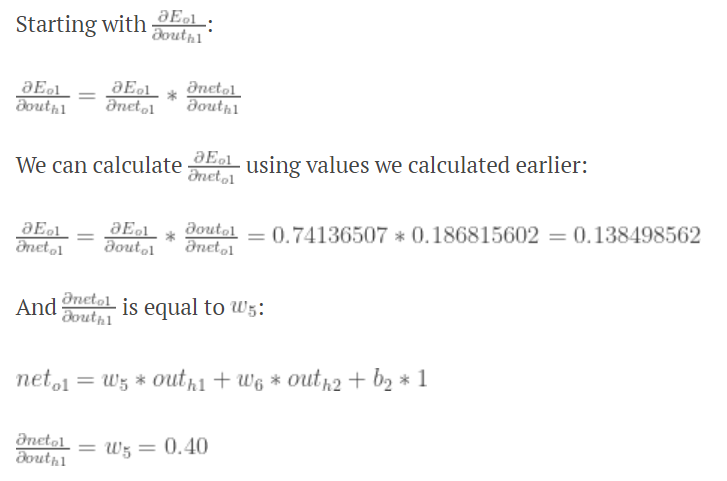 Starting with $\frac{\partial E_{o1}}{\partial out_{h1}}$:
$\frac{\partial E_{o1}}{\partial out_{h1}} = \frac{\partial E_{o1}}{\partial net_{o1}} * \frac{\partial net_{o1}}{\partial out_{h1}}$
We can calculate $\frac{\partial E_{o1}}{\partial net_{o1}}$ using values we calculated earlier:
$\frac{\partial E_{o1}}{\partial net_{o1}} = \frac{\partial E_{o1}}{\partial out_{o1}} * \frac{\partial out_{o1}}{\partial net_{o1}} = 0.74136507 * 0.186815602 = 0.138498562$
And $\frac{\partial net_{o1}}{\partial out_{h1}}$ is equal to $w_5$:
$net_{o1} = w_5 * out_{h1} + w_6 * out_{h2} + b_2 * 1$
$\frac{\partial net_{o1}}{\partial out_{h1}} = w_5 = 0.40$